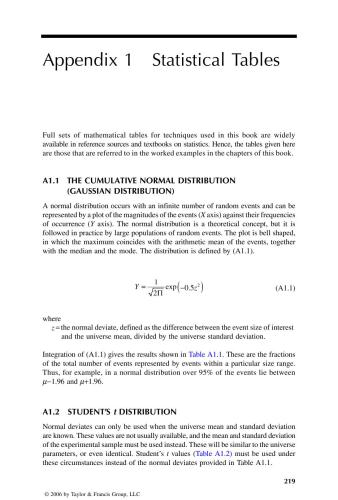 Appendix 1 Statistical Tables
Full sets of mathematical tables for techniques used in this book are widely
available in reference sources and textbooks on statistics. Hence, the tables given here
are those that are referred to in the worked examples in the chapters of this book.
A1.1 THE CUMULATIVE NORMAL DISTRIBUTION
(GAUSSIAN DISTRIBUTION)
A normal distribution occurs with an infinite number of random events and can be
represented by a plot of the magnitudes of the events (X axis) against their frequencies
of occurrence (Y axis). The normal distribution is a theoretical concept, but it is
followed in practice by large populations of random events. The plot is bell shaped,
in which the maximum coincides with the arithmetic mean of the events, together
with the median and the mode. The distribution is defined by (A1.1).
Y = 1/√2Π exp(−0.5z²) (A1.1)
where
z = the normal deviate, defined as the difference between the event size of interest
and the universe mean, divided by the universe standard deviation.
Integration of (A1.1) gives the results shown in Table A1.1. These are the fractions
of the total number of events represented by events within a particular size range.
Thus, for example, in a normal distribution over 95% of the events lie between
μ−1.96 and μ+1.96.
A1.2 STUDENT'S t DISTRIBUTION
Normal deviates can only be used when the universe mean and standard deviation
are known. These values are not usually available, and the mean and standard deviation
of the experimental sample must be used instead. These will be similar to the universe
parameters, or even identical. Student's t values (Table A1.2) must be used under
these circumstances instead of the normal deviates provided in Table A1.1.
219
© 2006 by Taylor & Francis Group, LLC